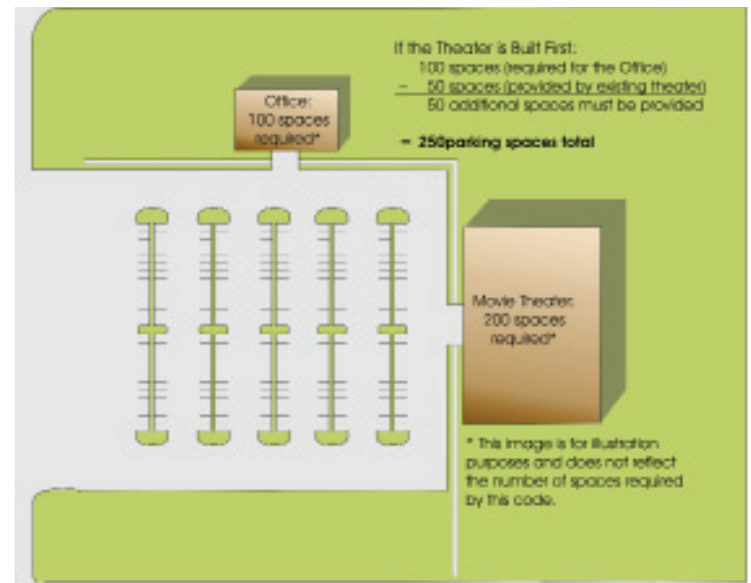 If the Theater is Built First:
100 spaces (required for the Office)
- 50 spaces (provided by existing theater)
50 additional spaces must be provided
= 250parking spaces total
Office:
100 spaces
required*
Movie Theater:
200 spaces
required*
* This image is for illustration
purposes and does not reflect
the number of spaces required
by this code.